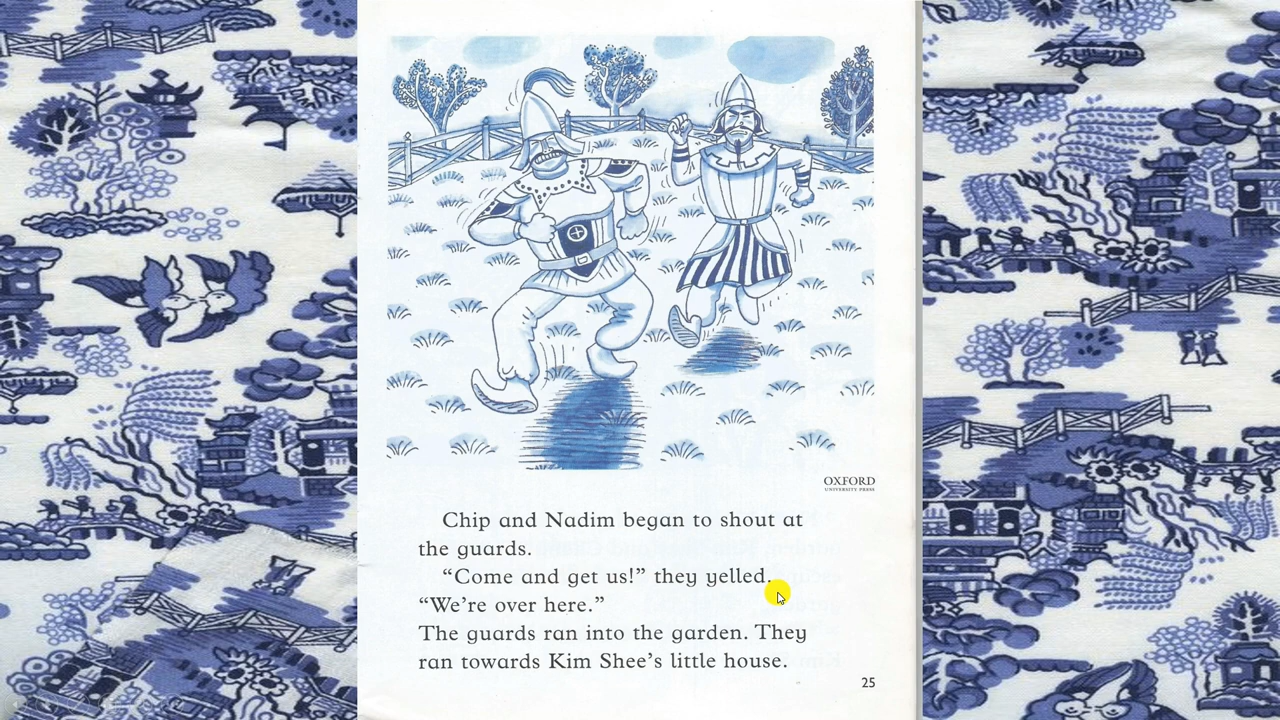 OXFORD
UNIVERSITY PRESS
Chip and Nadim began to shout at
the guards.
“Come and get us!” they yelled.
“We’re over here.”
The guards ran into the garden. They
ran towards Kim Shee’s little house.
25